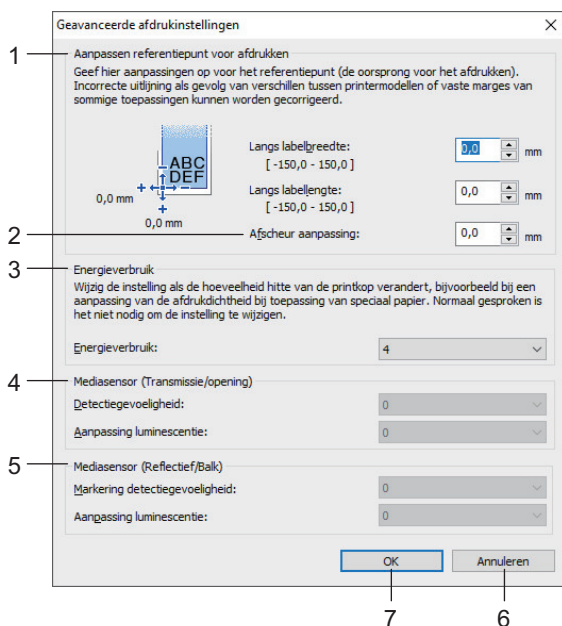 Geavanceerde afdrukinstellingen
1
Aanpassen referentiepunt voor afdrukken
Geef hier aanpassingen op voor het referentiepunt (de oorsprong voor het afdrukken).
Incorrecte uitlijning als gevolg van verschillen tussen printermodellen of vaste marges van
sommige toepassingen kunnen worden gecorrigeerd.
ABC
DEF
0,0 mm
0,0 mm
Langs labelbreedte:
[ -150,0 - 150,0 ]
0,0 mm
Langs labellengte:
[ -150,0 - 150,0 ]
0,0 mm
2
Afscheur aanpassing:
0,0 mm
3
Energieverbruik
Wijzig de instelling als de hoeveelheid hitte van de printkop verandert, bijvoorbeeld bij een
aanpassing van de afdrukdichtheid bij toepassing van speciaal papier. Normaal gesproken is
het niet nodig om de instelling te wijzigen.
Energieverbruik:
4
4
Mediasensor (Transmissie/opening)
Detectiegevoeligheid:
0
Aanpassing luminescentie:
0
5
Mediasensor (Reflectief/Balk)
Markering detectiegevoeligheid:
0
Aanpassing luminescentie:
0
OK
Annuleren
7
6